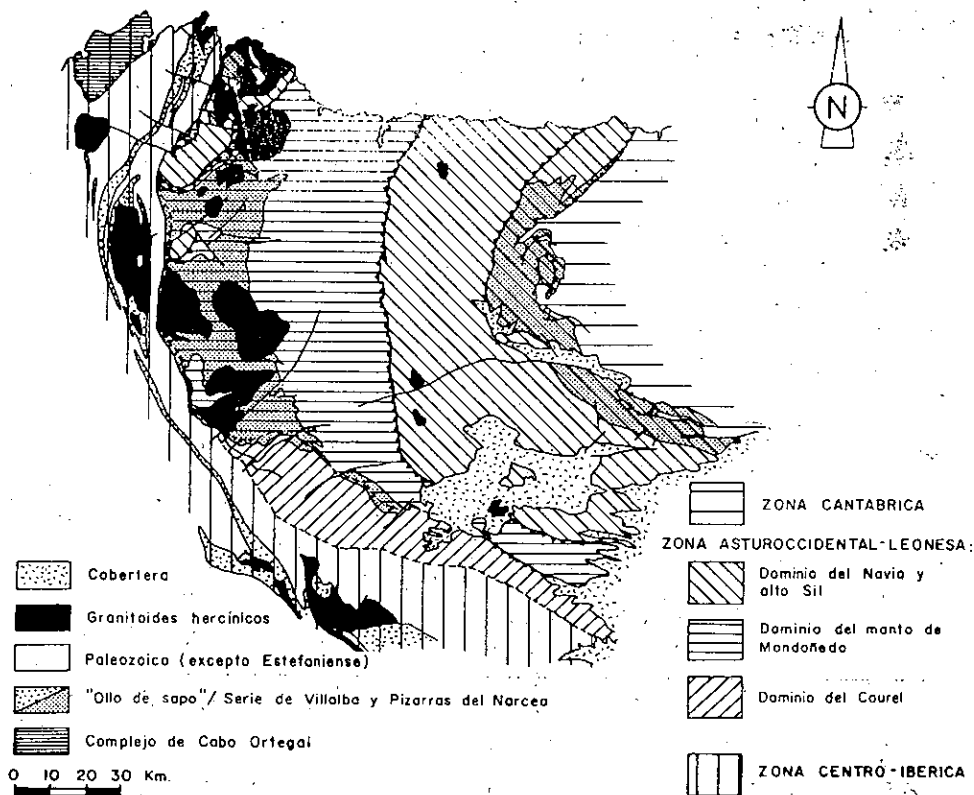 N
Cobertera
Granitoides hercínicos
Paleozoico (excepto Estefaniense)
"Ollo de sapo" / Serie de Villalba y Pizarras del Narcea
Complejo de Cabo Ortegal
0 10 20 30 Km.
ZONA CANTABRICA
ZONA ASTUROCCIDENTAL-LEONESA:
Dominio del Navia y
alto Sil
Dominio del manto de
Mondoñedo
Dominio del Caurel
ZONA CENTRO-IBERICA